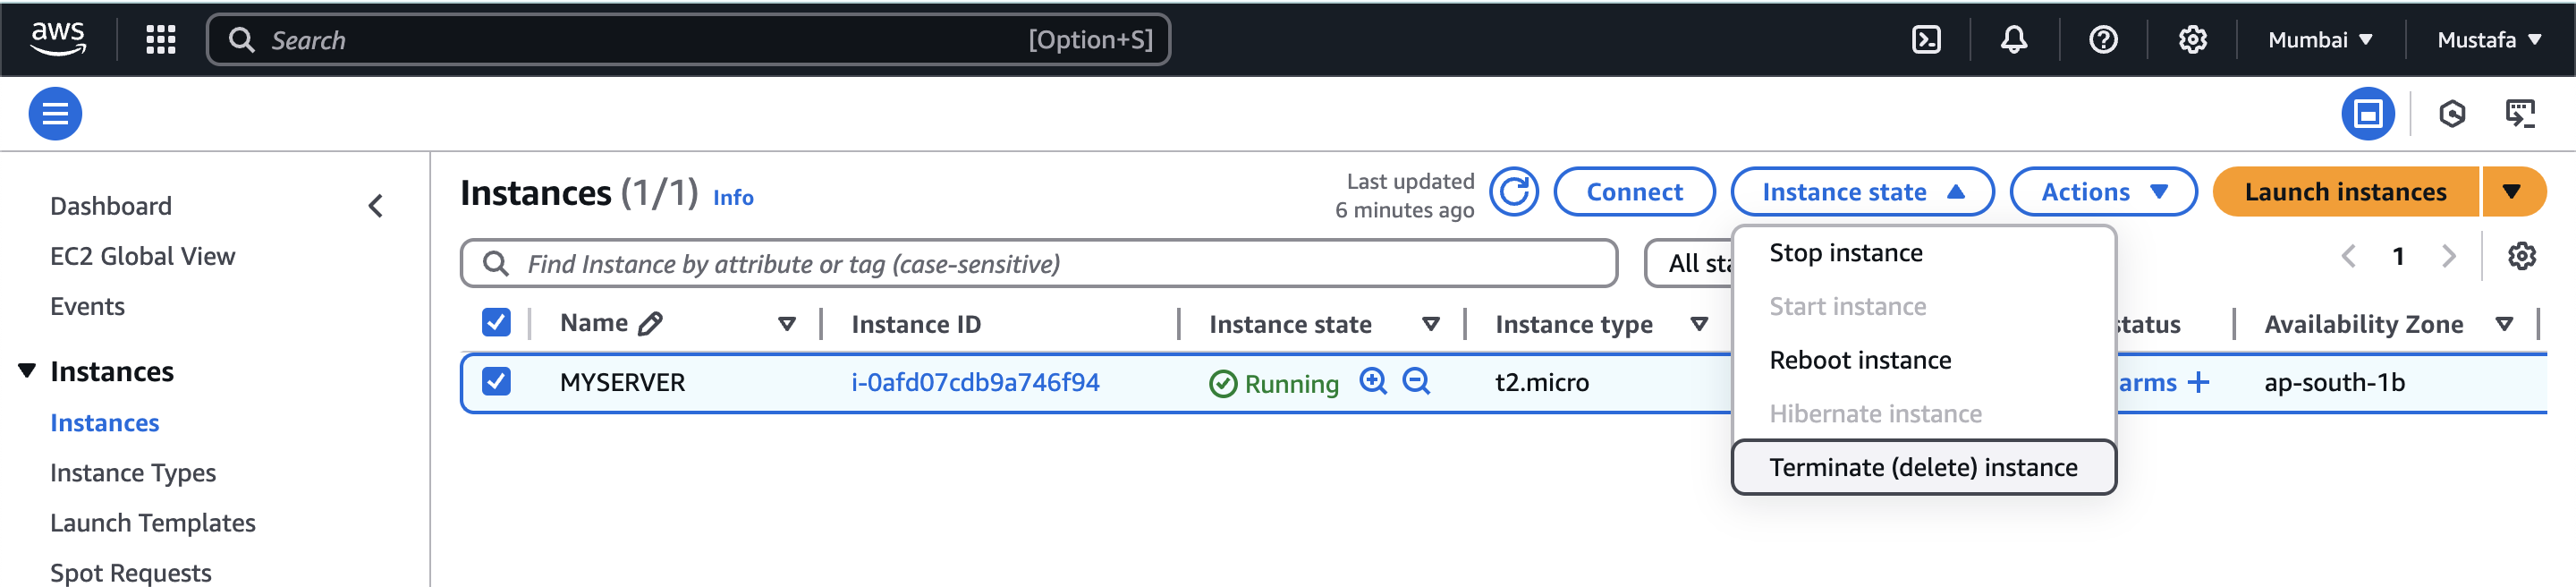 aws
Search [Option+S]
Mumbai
Mustafa
Dashboard
EC2 Global View
Events
Instances
Instances
Instance Types
Launch Templates
Spot Requests
Instances (1/1) Info
Last updated
6 minutes ago
Connect
Instance state
Actions
Launch instances
Find Instance by attribute or tag (case-sensitive)
All sta
1
Stop instance
Start instance
Reboot instance
Hibernate instance
Terminate (delete) instance
Name Instance ID Instance state Instance type status Availability Zone
MYSERVER i-0afd07cdb9a746f94 Running t2.micro arms + ap-south-1b